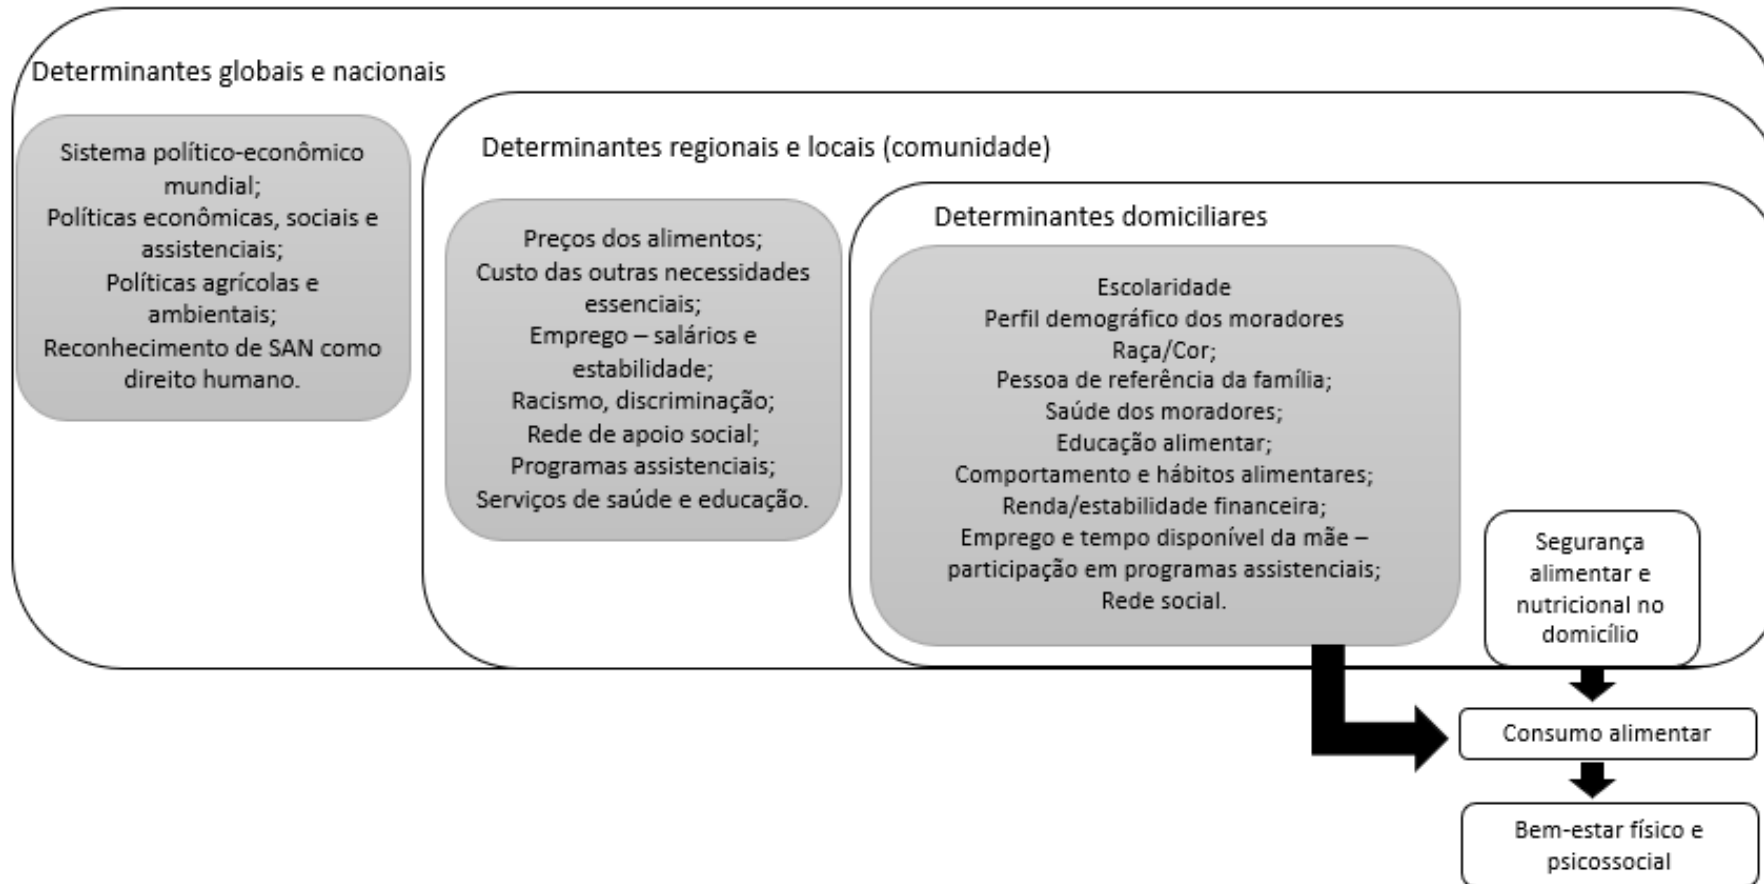 Determinantes globais e nacionais
Sistema político-econômico
mundial;
Políticas econômicas, sociais e
assistenciais;
Políticas agrícolas e
ambientais;
Reconhecimento de SAN como
direito humano.
Determinantes regionais e locais (comunidade)
Preços dos alimentos;
Custo das outras necessidades
essenciais;
Emprego – salários e
estabilidade;
Racismo, discriminação;
Rede de apoio social;
Programas assistenciais;
Serviços de saúde e educação.
Determinantes domiciliares
Escolaridade
Perfil demográfico dos moradores
Raça/Cor;
Pessoa de referência da família;
Saúde dos moradores;
Educação alimentar;
Comportamento e hábitos alimentares;
Renda/estabilidade financeira;
Emprego e tempo disponível da mãe –
participação em programas assistenciais;
Rede social.
Segurança
alimentar e
nutricional no
domicílio
Consumo alimentar
Bem-estar físico e
psicossocial